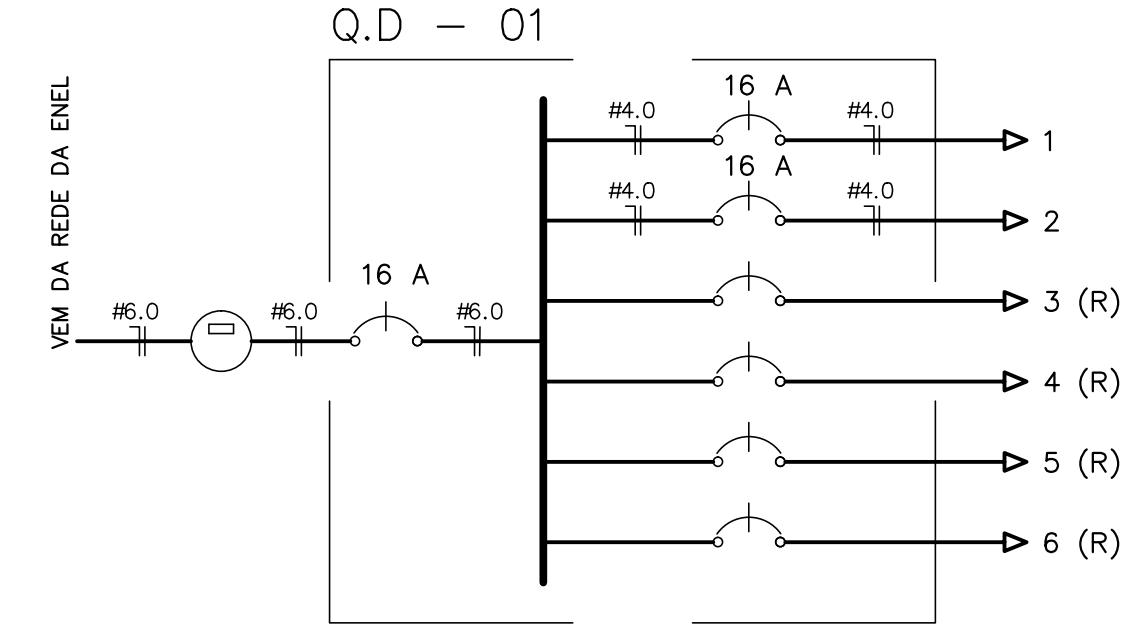 Q.D - 01
VEM DA REDE DA ENEL
16 A
#4.0
#4.0
1
16 A
#4.0
#4.0
2
16 A
#6.0
#6.0
#6.0
3 (R)
4 (R)
5 (R)
6 (R)